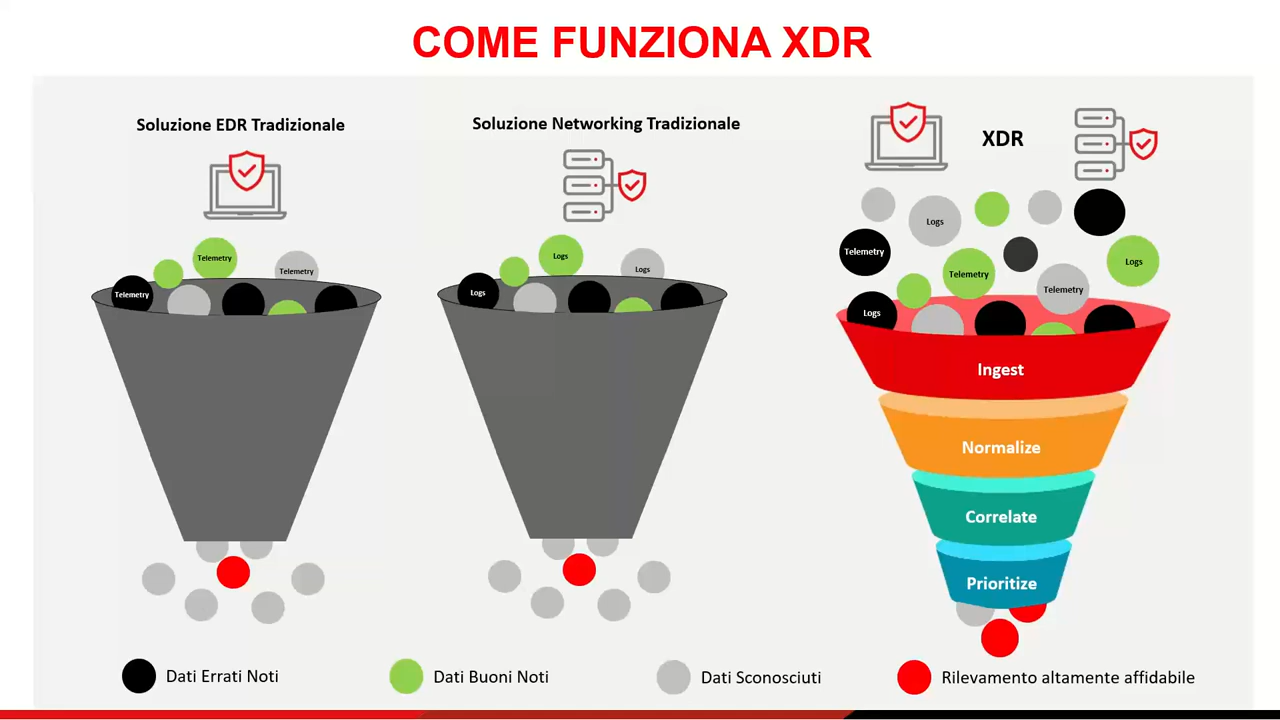 COME FUNZIONA XDR
Soluzione EDR Tradizionale
Soluzione Networking Tradizionale
XDR
Telemetry
Telemetry
Telemetry
Logs
Logs
Logs
Logs
Telemetry
Logs
Telemetry
Telemetry
Logs
Ingest
Normalize
Correlate
Prioritize
Dati Errati Noti
Dati Buoni Noti
Dati Sconosciuti
Rilevamento altamente affidabile